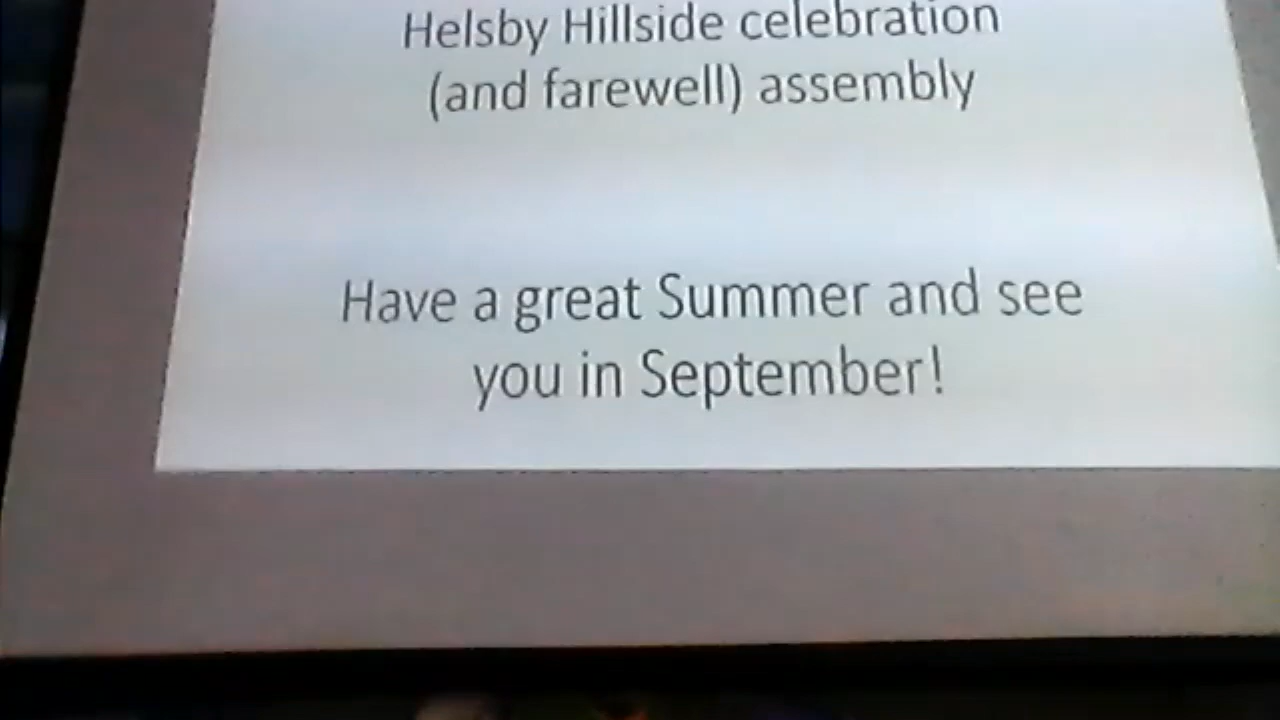 Helsby Hillside celebration
(and farewell) assembly
Have a great Summer and see
you in September!